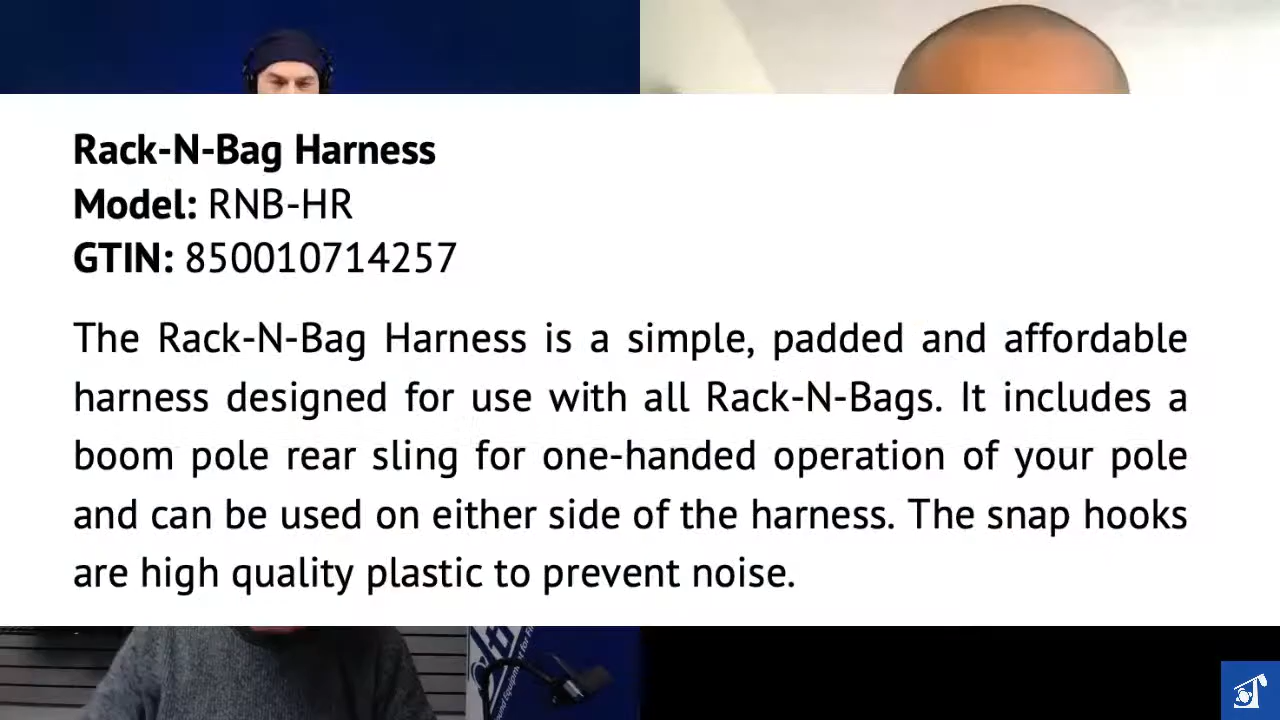 Rack-N-Bag Harness
Model: RNB-HR
GTIN: 850010714257
The Rack-N-Bag Harness is a simple, padded and affordable
harness designed for use with all Rack-N-Bags. It includes a
boom pole rear sling for one-handed operation of your pole
and can be used on either side of the harness. The snap hooks
are high quality plastic to prevent noise.